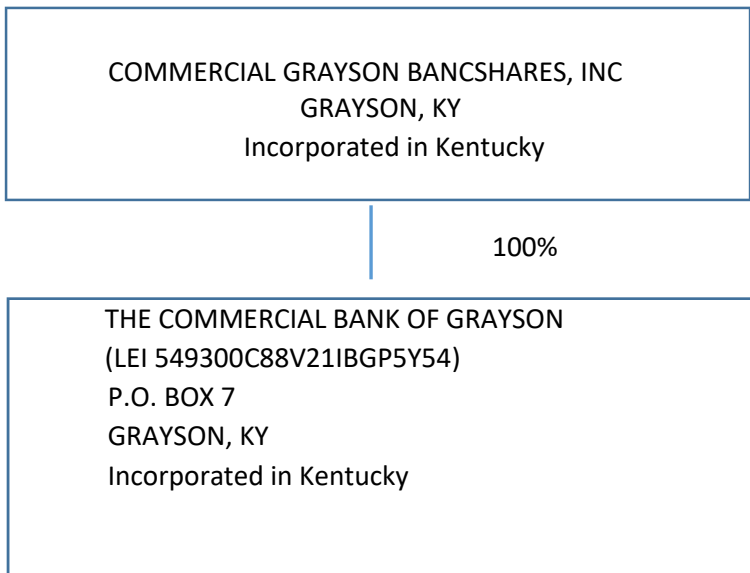 COMMERCIAL GRAYSON BANCSHARES, INC
GRAYSON, KY
Incorporated in Kentucky
100%
THE COMMERCIAL BANK OF GRAYSON
(LEI 549300C88V21IBGP5Y54)
P.O. BOX 7
GRAYSON, KY
Incorporated in Kentucky